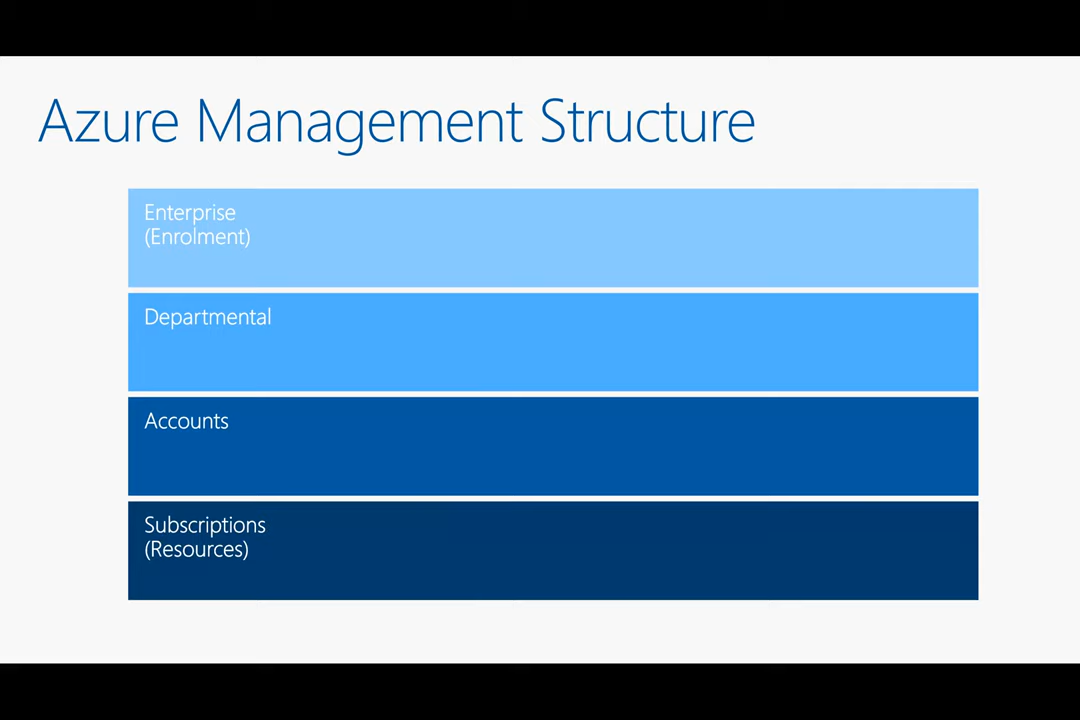 Azure Management Structure
Enterprise
(Enrolment)
Departmental
Accounts
Subscriptions
(Resources)